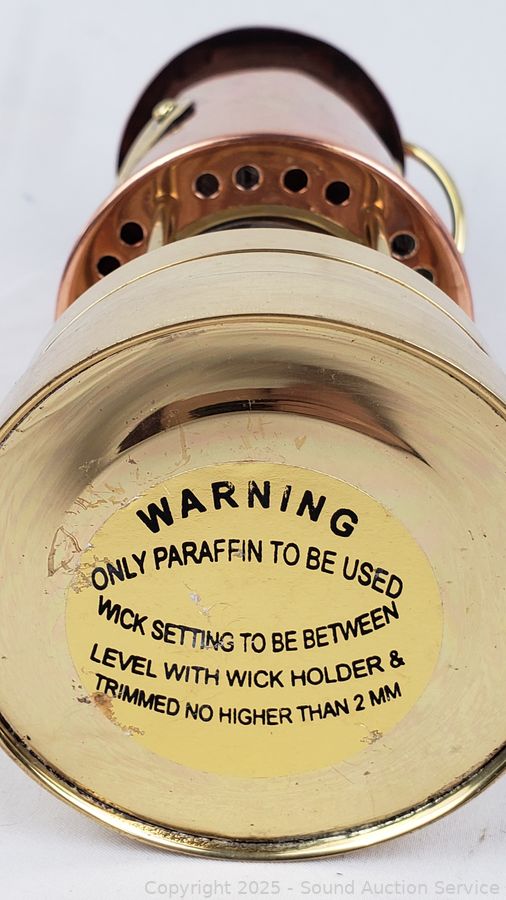 WARNING
ONLY PARAFFIN TO BE USED
WICK SETTING TO BE BETWEEN
LEVEL WITH WICK HOLDER &
TRIMMED NO HIGHER THAN 2 MM
Copyright 2025 - Sound Auction Service